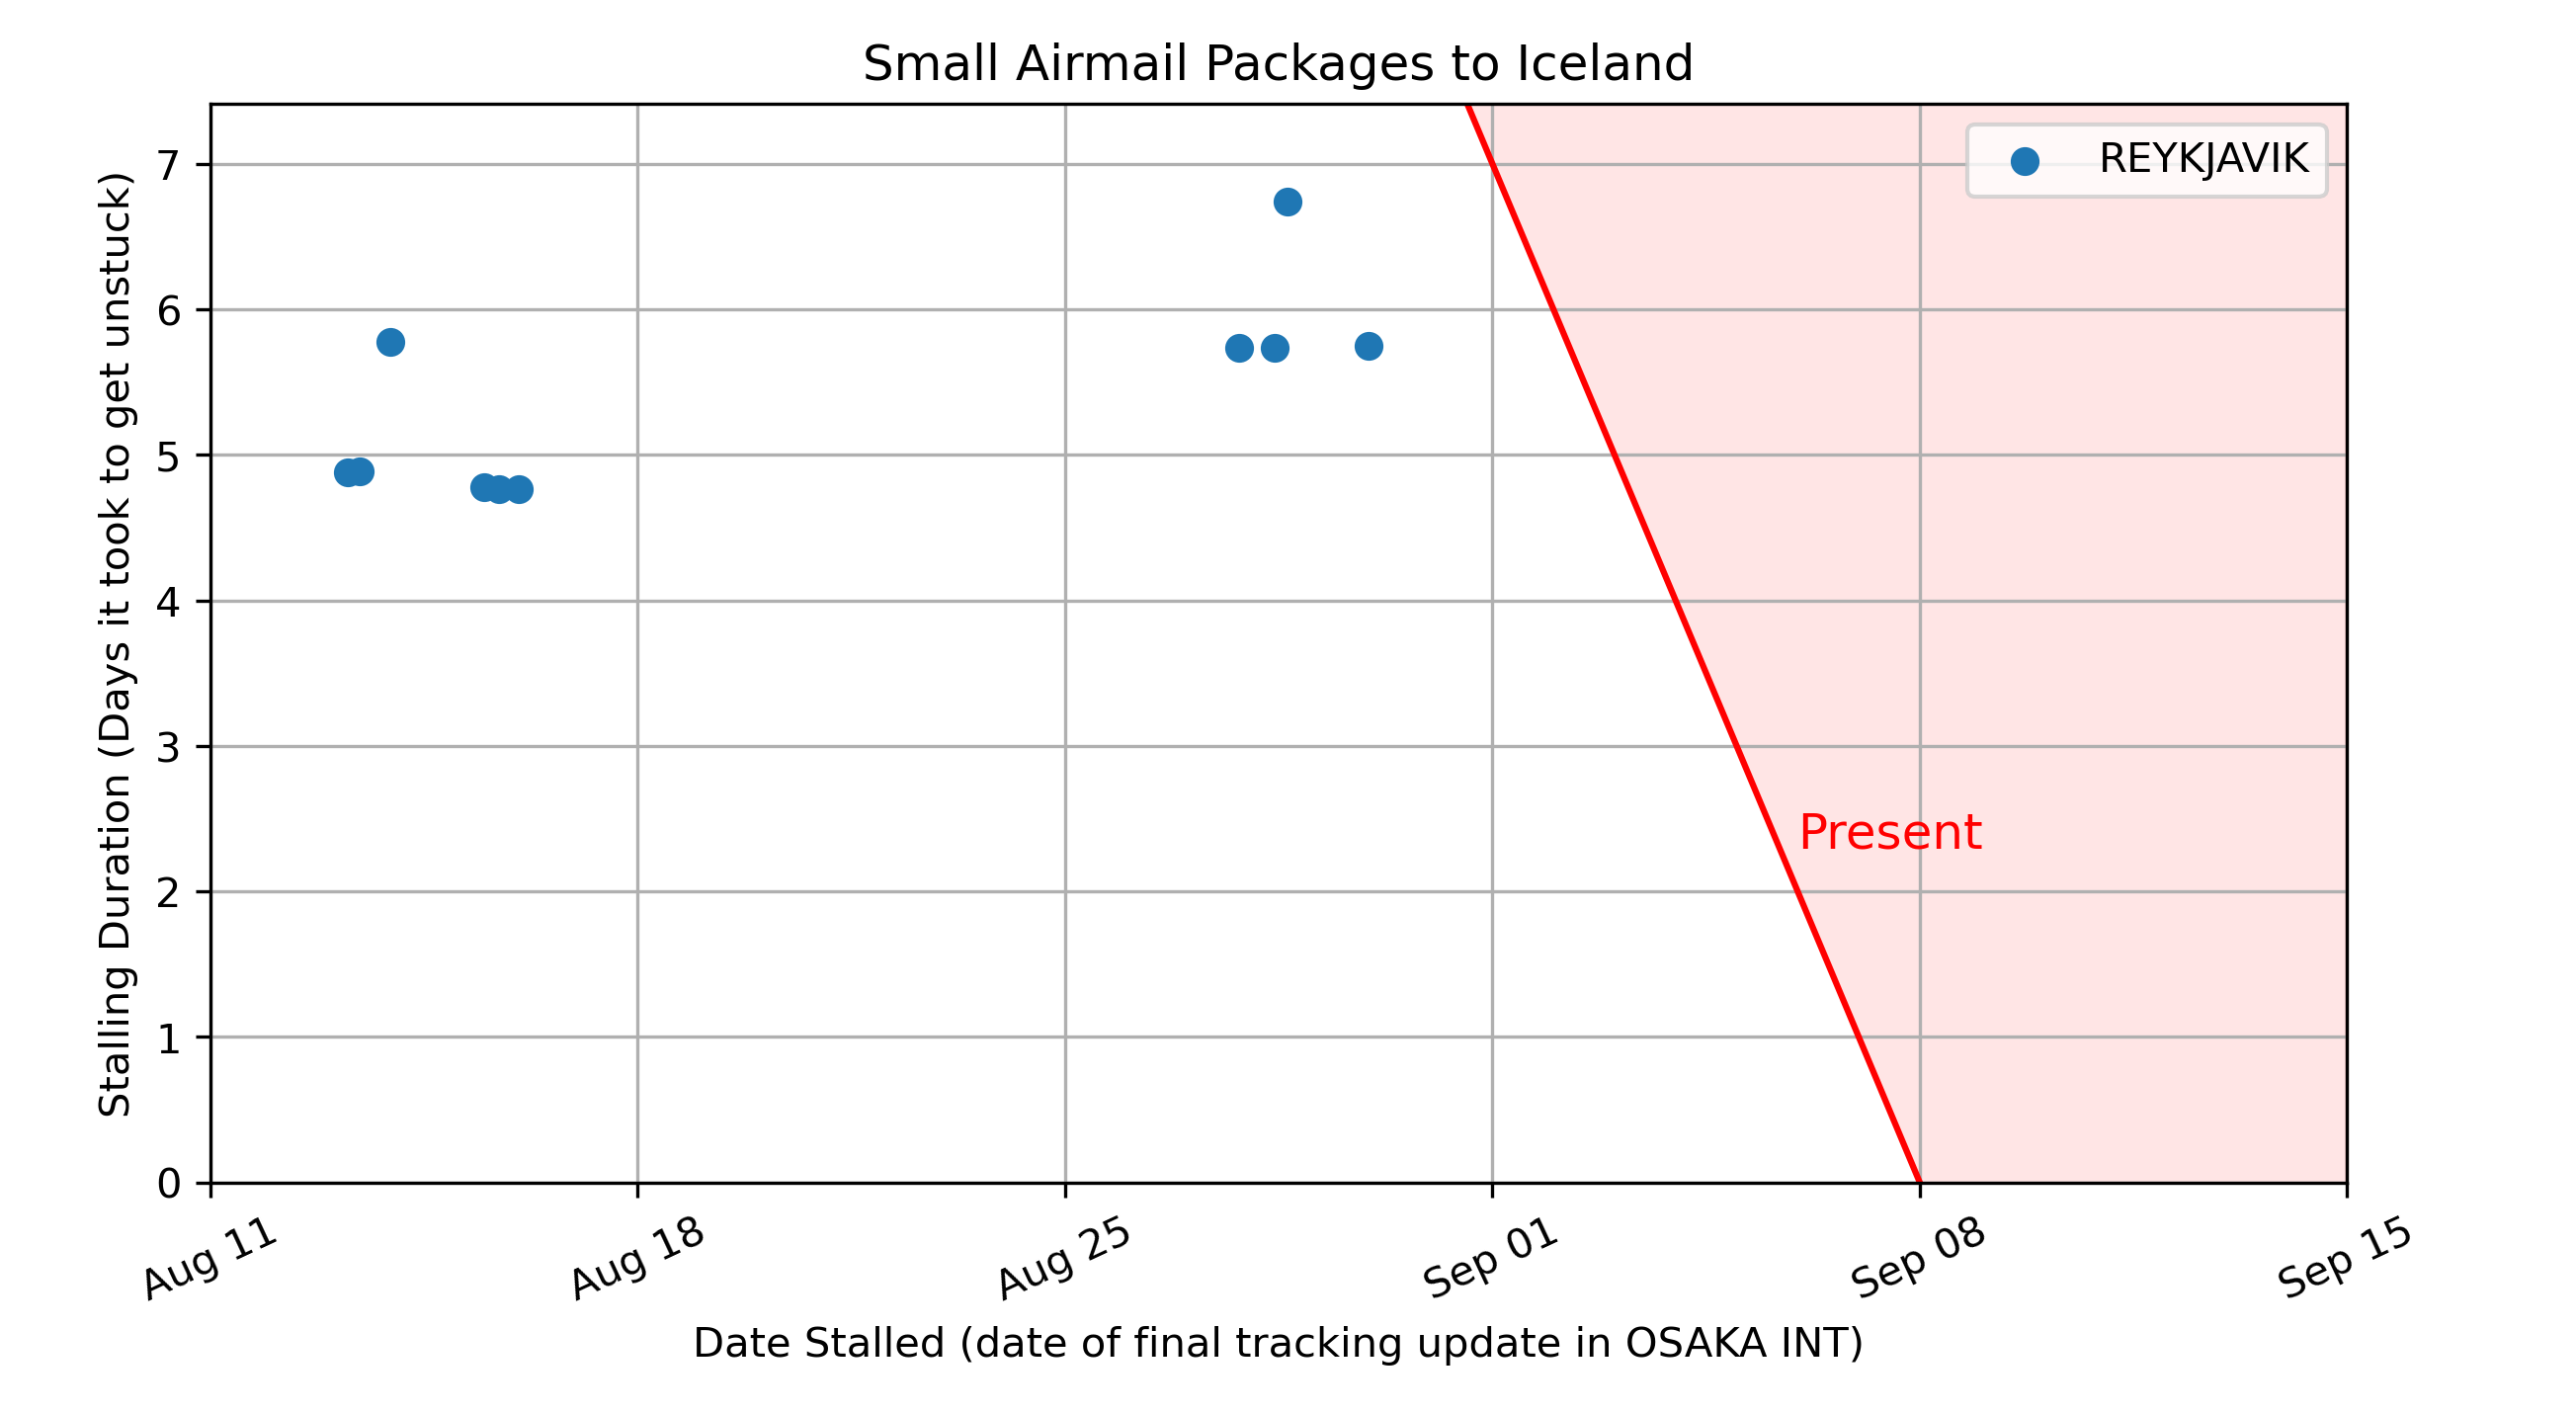 Small Airmail Packages to Iceland
REYKJAVIK
Stalling Duration (Days it took to get unstuck)
7
6
5
4
3
2
1
0
Present
Aug 11
Aug 18
Aug 25
Sep 01
Sep 08
Sep 15
Date Stalled (date of final tracking update in OSAKA INT)